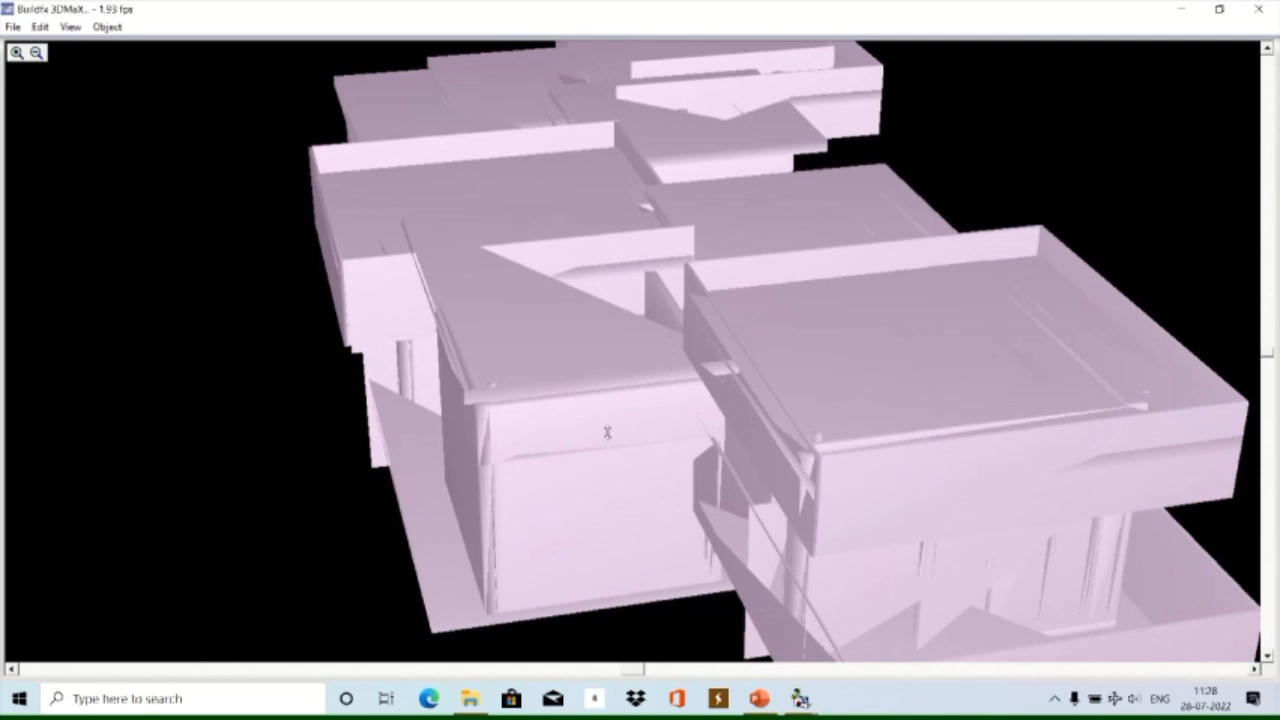 Buildfx 3DMaX.. - 1.93 fps
File Edit View Object
Type here to search
ENG
11:28
28-07-2022